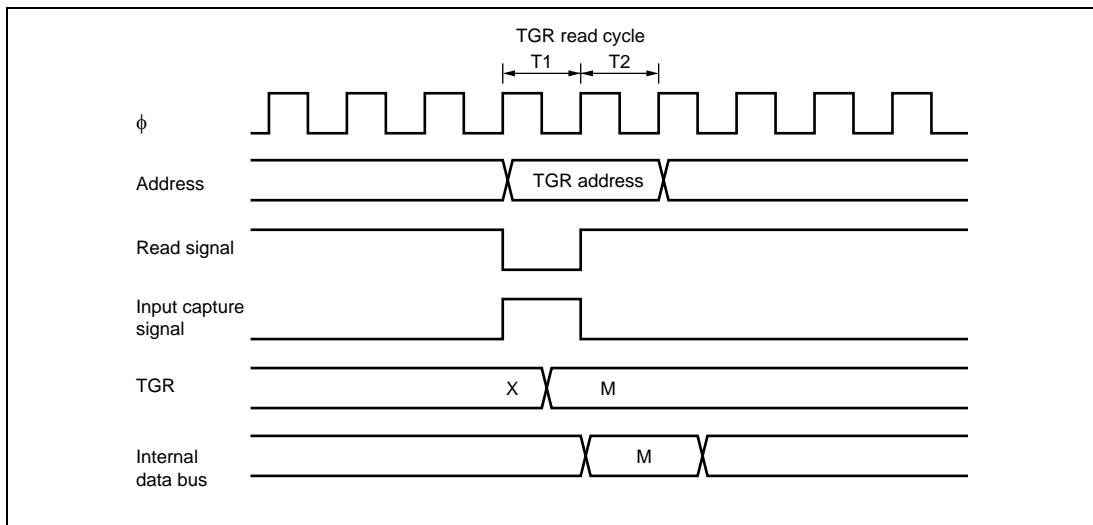 TGR read cycle
T1 T2
ϕ
Address
TGR address
Read signal
Input capture
signal
TGR
X M
Internal
data bus
M